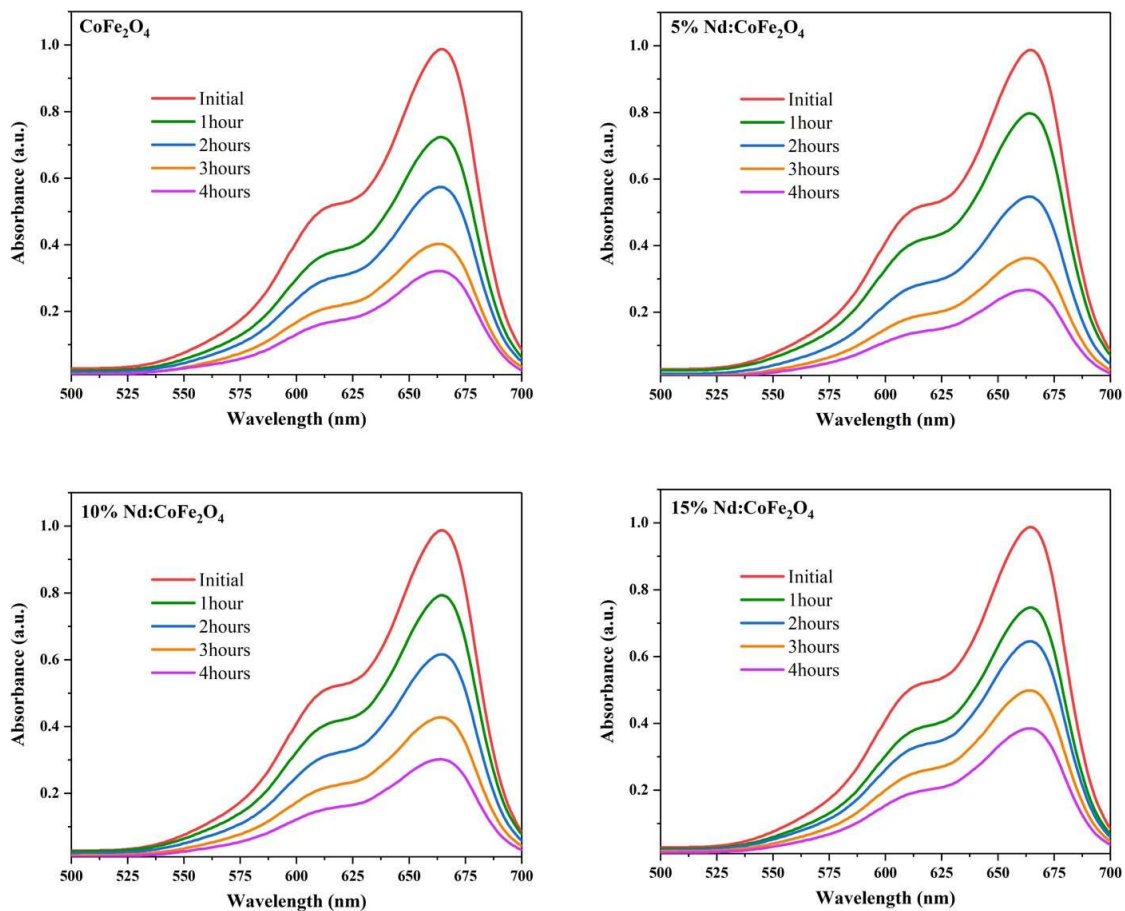 CoFe₂O₄
1.0
0.8
0.6
0.4
0.2
Absorbance (a.u.)
Initial
1hour
2hours
3hours
4hours
500 525 550 575 600 625 650 675 700
Wavelength (nm)
5% Nd:CoFe₂O₄
1.0
0.8
0.6
0.4
0.2
Absorbance (a.u.)
Initial
1hour
2hours
3hours
4hours
500 525 550 575 600 625 650 675 700
Wavelength (nm)
10% Nd:CoFe₂O₄
1.0
0.8
0.6
0.4
0.2
Absorbance (a.u.)
Initial
1hour
2hours
3hours
4hours
500 525 550 575 600 625 650 675 700
Wavelength (nm)
15% Nd:CoFe₂O₄
1.0
0.8
0.6
0.4
0.2
Absorbance (a.u.)
Initial
1hour
2hours
3hours
4hours
500 525 550 575 600 625 650 675 700
Wavelength (nm)